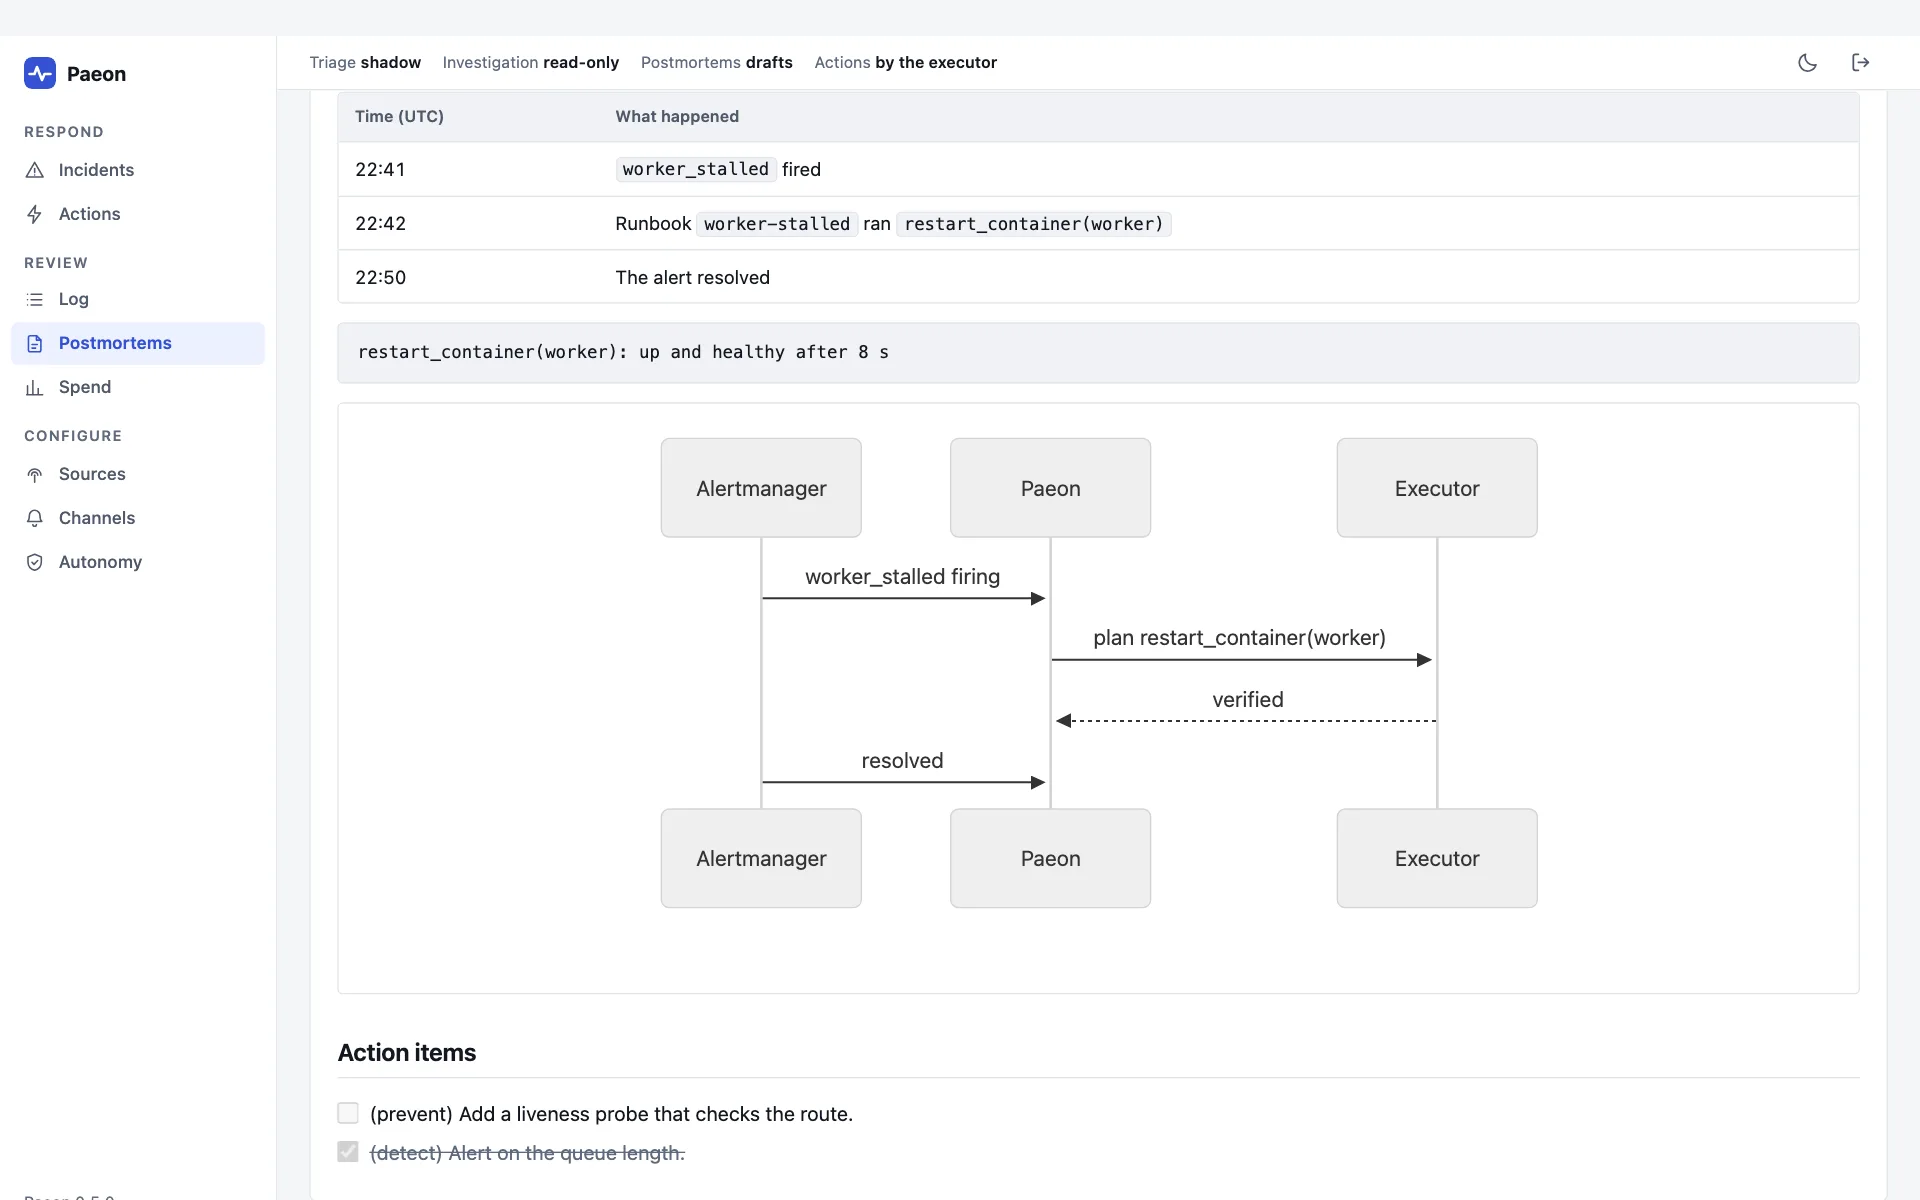 Paeon
Triage shadow Investigation read-only Postmortems drafts Actions by the executor
RESPOND
Incidents
Actions
REVIEW
Log
Postmortems
Spend
CONFIGURE
Sources
Channels
Autonomy
Time (UTC) What happened
22:41 worker_stalled fired
22:42 Runbook worker-stalled ran restart_container(worker)
22:50 The alert resolved
restart_container(worker): up and healthy after 8 s
Alertmanager Paeon Executor
worker_stalled firing
plan restart_container(worker)
verified
resolved
Alertmanager Paeon Executor
Action items
(prevent) Add a liveness probe that checks the route.
(detect) Alert on the queue length.